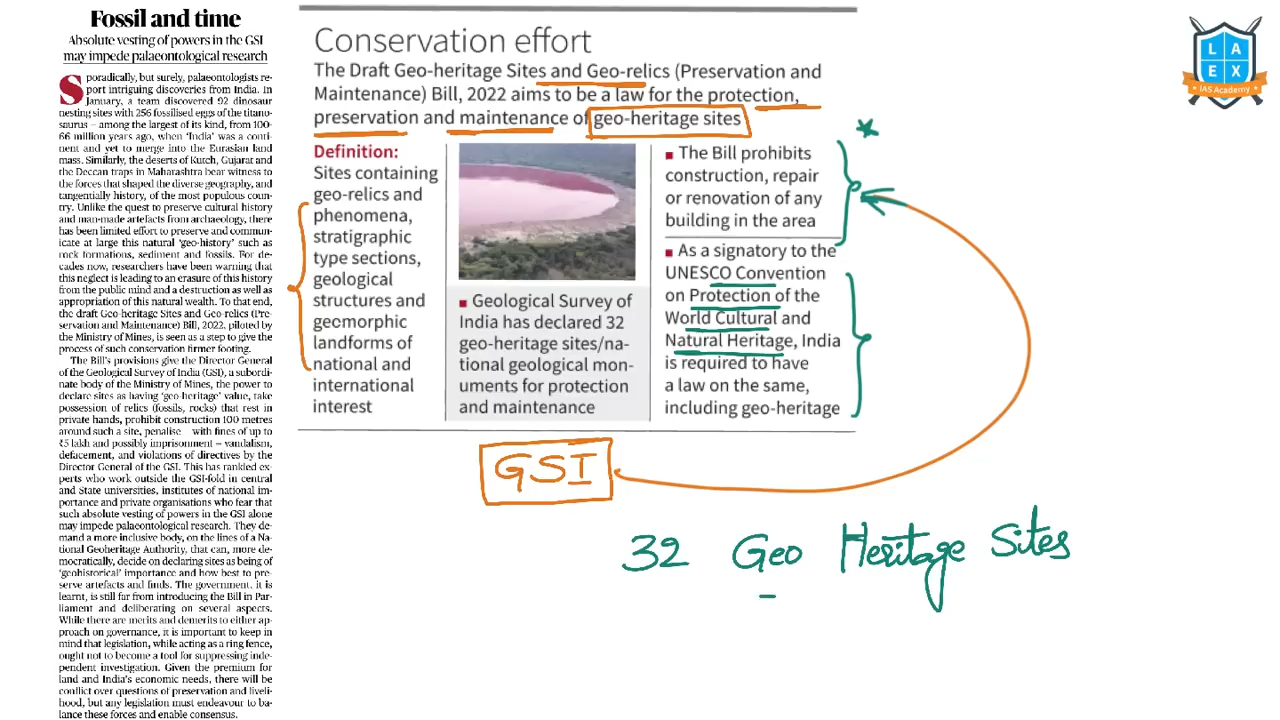 Fossil and time
Absolute vesting of powers in the GSI
may impede palaeontological research
Sporadically, but surely, palaeontologists re-
port intriguing discoveries from India. In
January, a team discovered 92 dinosaur
nesting sites with 256 fossilised eggs of the titano-
saurus – among the largest of its kind, from 100-
66 million years ago, when 'India' was a conti-
nent and yet to merge into the Eurasian land
mass. Similarly, the deserts of Kutch, Gujarat and
the Deccan traps in Maharashtra bear witness to
the forces that shaped the diverse geography, and
tangentially history, of the most populous coun-
try. Unlike the quest to preserve cultural history
and man-made artefacts from archaeology, there
has been limited effort to preserve and commun-
icate at large this natural 'geo-history' such as
rock formations, sediment and fossils. For de-
cades now, researchers have been warning that
this neglect is leading to an erasure of this history
from the public mind and a destruction as well as
appropriation of this natural wealth. To that end,
the draft Geo-heritage Sites and Geo-relics (Pre-
servation and Maintenance) Bill, 2022, piloted by
the Ministry of Mines, is seen as a step to give the
process of such conservation firmer footing.
The Bill's provisions give the Director General
of the Geological Survey of India (GSI), a subordi-
nate body of the Ministry of Mines, the power to
declare sites as having 'geo-heritage' value, take
possession of relics (fossils, rocks) that rest in
private hands, prohibit construction 100 metres
around such a site, penalise – with fines of up to
₹5 lakh and possibly imprisonment – vandalism,
defacement, and violations of directives by the
Director General of the GSI. This has rankled ex-
perts who work outside the GSI-fold in central
and State universities, institutes of national im-
portance and private organisations who fear that
such absolute vesting of powers in the GSI alone
may impede palaeontological research. They de-
mand a more inclusive body, on the lines of a Na-
tional Geoheritage Authority, that can, more de-
mocratically, decide on declaring sites as being of
'geohistorical' importance and how best to pre-
serve artefacts and finds. The government, it is
learnt, is still far from introducing the Bill in Par-
liament and deliberating on several aspects.
While there are merits and demerits to either ap-
proach on governance, it is important to keep in
mind that legislation, while acting as a ring fence,
ought not to become a tool for suppressing inde-
pendent investigation. Given the premium for
land and India's economic needs, there will be
conflict over questions of preservation and liveli-
hood, but any legislation must endeavour to ba-
lance these forces and enable consensus.
Conservation effort
The Draft Geo-heritage Sites and Geo-relics (Preservation and
Maintenance) Bill, 2022 aims to be a law for the protection,
preservation and maintenance of geo-heritage sites
Definition:
Sites containing
geo-relics and
phenomena,
stratigraphic
type sections,
geological
structures and
geomorphic
landforms of
national and
international
interest
Geological Survey of
India has declared 32
geo-heritage sites/na-
tional geological mon-
uments for protection
and maintenance
The Bill prohibits
construction, repair
or renovation of any
building in the area
As a signatory to the
UNESCO Convention
on Protection of the
World Cultural and
Natural Heritage, India
is required to have
a law on the same,
including geo-heritage
GSI
32 Geo Heritage Sites
LA
EX
IAS Academy